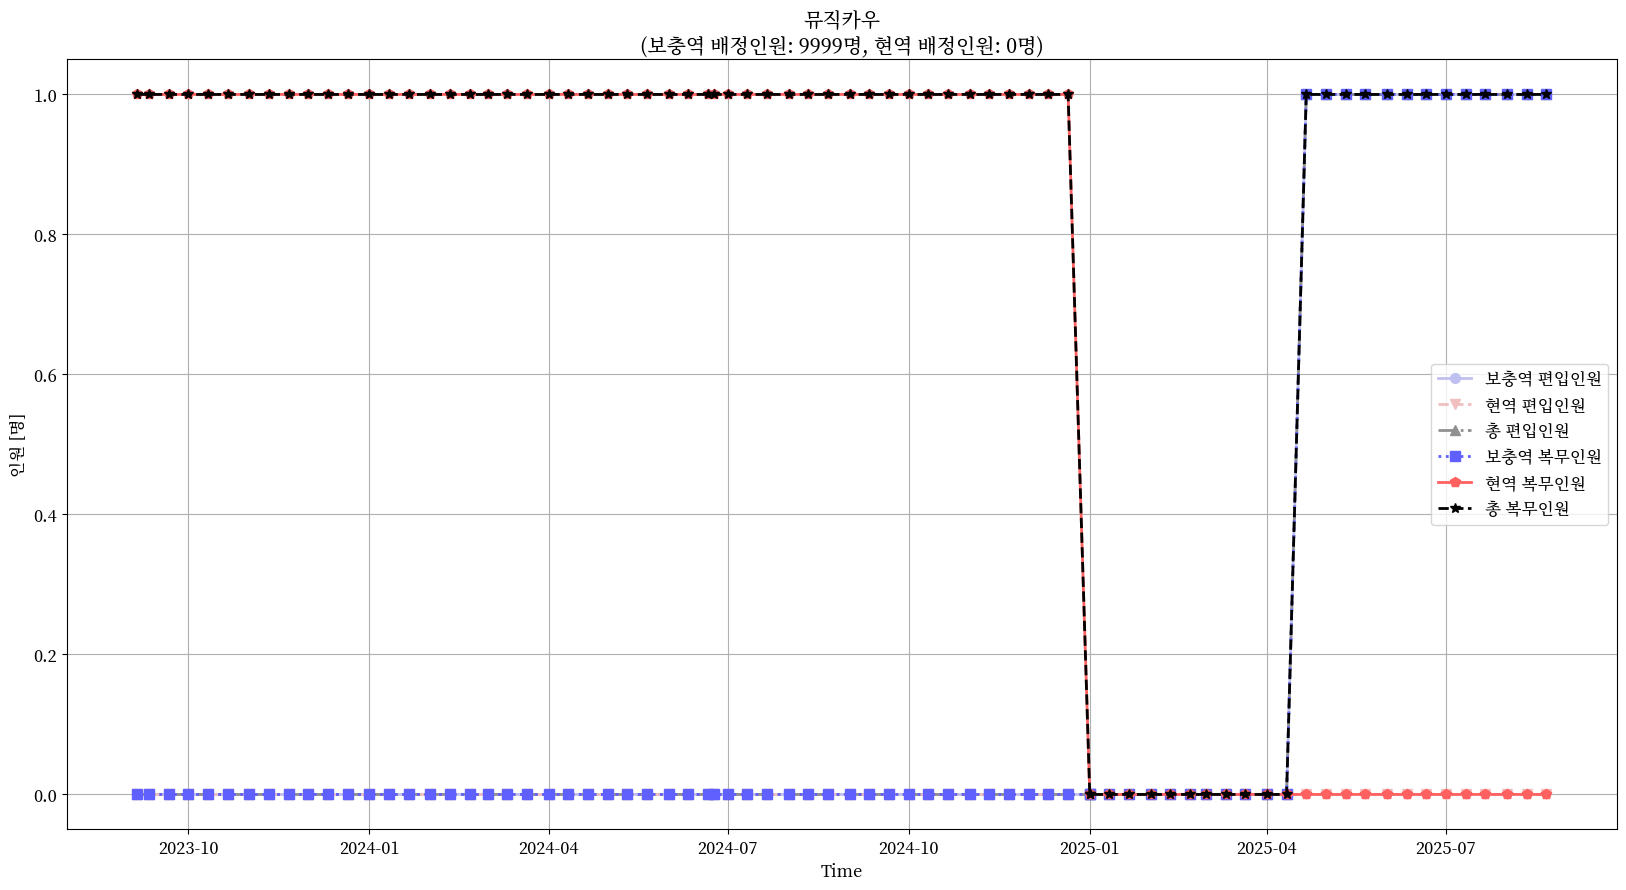 뮤직카우
(보충역 배정인원: 9999명, 현역 배정인원: 0명)
1.0
0.8
0.6
0.4
0.2
0.0
인원 [명]
보충역 편입인원
현역 편입인원
총 편입인원
보충역 복무인원
현역 복무인원
총 복무인원
2023-10
2024-01
2024-04
2024-07
2024-10
2025-01
2025-04
2025-07
Time